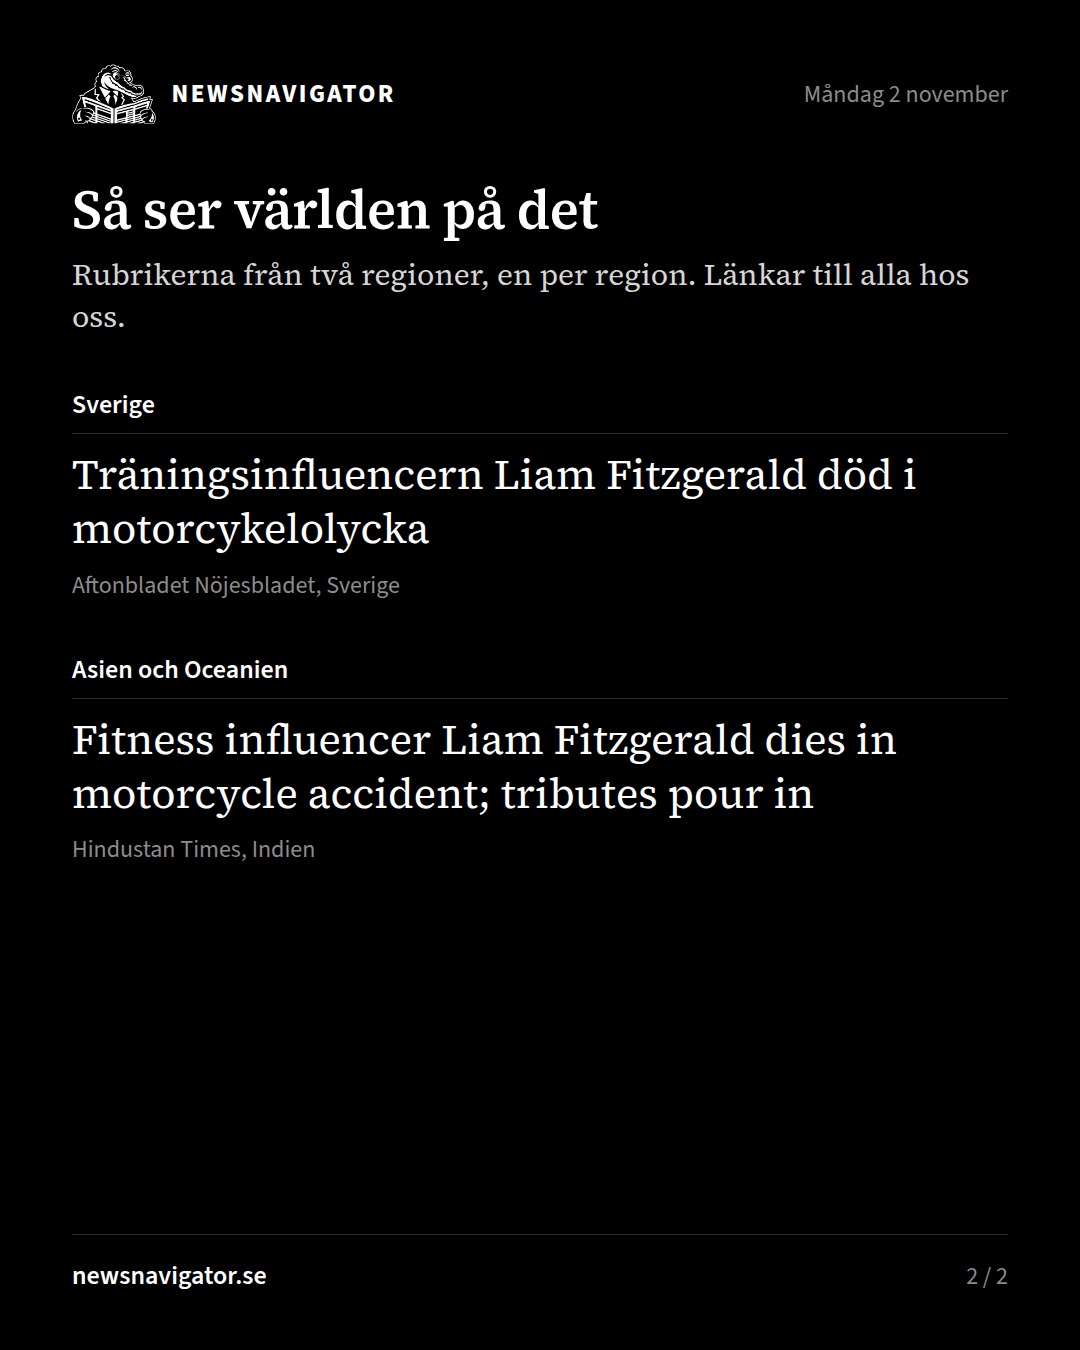 NEWSNAVIGATOR
Måndag 2 november
Så ser världen på det
Rubrikerna från två regioner, en per region. Länkar till alla hos
oss.
Sverige
Träningsinfluencern Liam Fitzgerald död i
motorcykelolycka
Aftonbladet Nöjesbladet, Sverige
Asien och Oceanien
Fitness influencer Liam Fitzgerald dies in
motorcycle accident; tributes pour in
Hindustan Times, Indien
newsnavigator.se
2 / 2